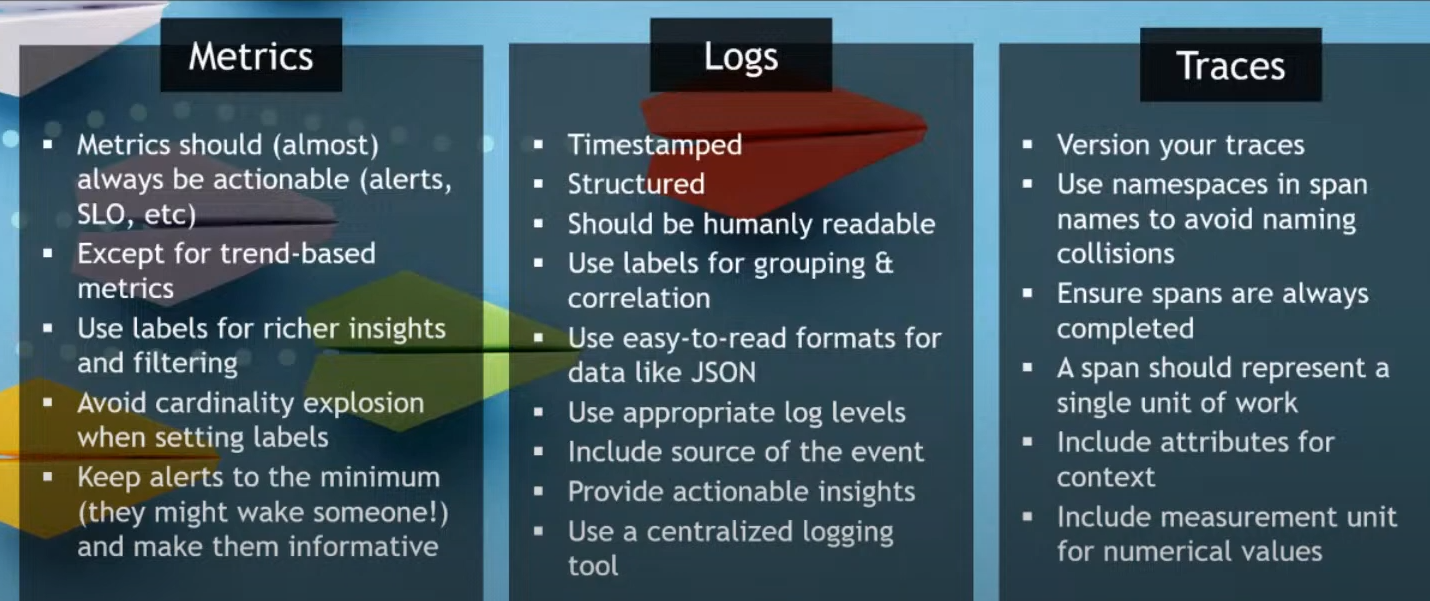 Metrics
▪ Metrics should (almost)
always be actionable (alerts,
SLO, etc)
▪ Except for trend-based
metrics
▪ Use labels for richer insights
and filtering
▪ Avoid cardinality explosion
when setting labels
▪ Keep alerts to the minimum
(they might wake someone!)
and make them informative
Logs
▪ Timestamped
▪ Structured
▪ Should be humanly readable
▪ Use labels for grouping &
correlation
▪ Use easy-to-read formats for
data like JSON
▪ Use appropriate log levels
▪ Include source of the event
▪ Provide actionable insights
▪ Use a centralized logging
tool
Traces
▪ Version your traces
▪ Use namespaces in span
names to avoid naming
collisions
▪ Ensure spans are always
completed
▪ A span should represent a
single unit of work
▪ Include attributes for
context
▪ Include measurement unit
for numerical values